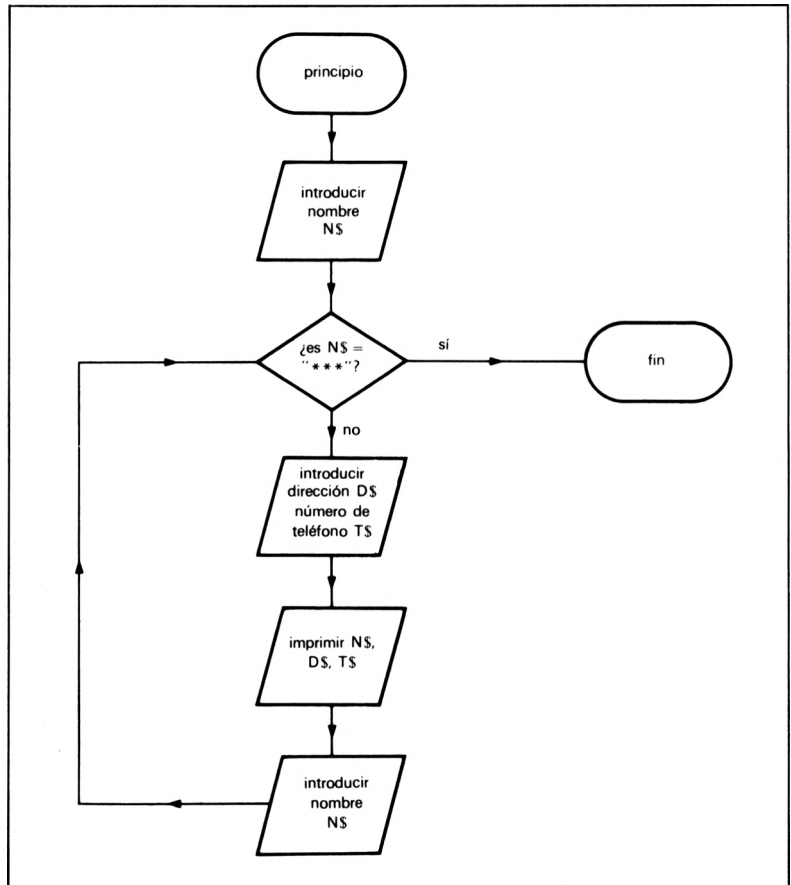 principio
introducir
nombre
N$
¿es N$ =
"***"?
sí
fin
no
introducir
dirección D$
número de
teléfono T$
imprimir N$,
D$, T$
introducir
nombre
N$